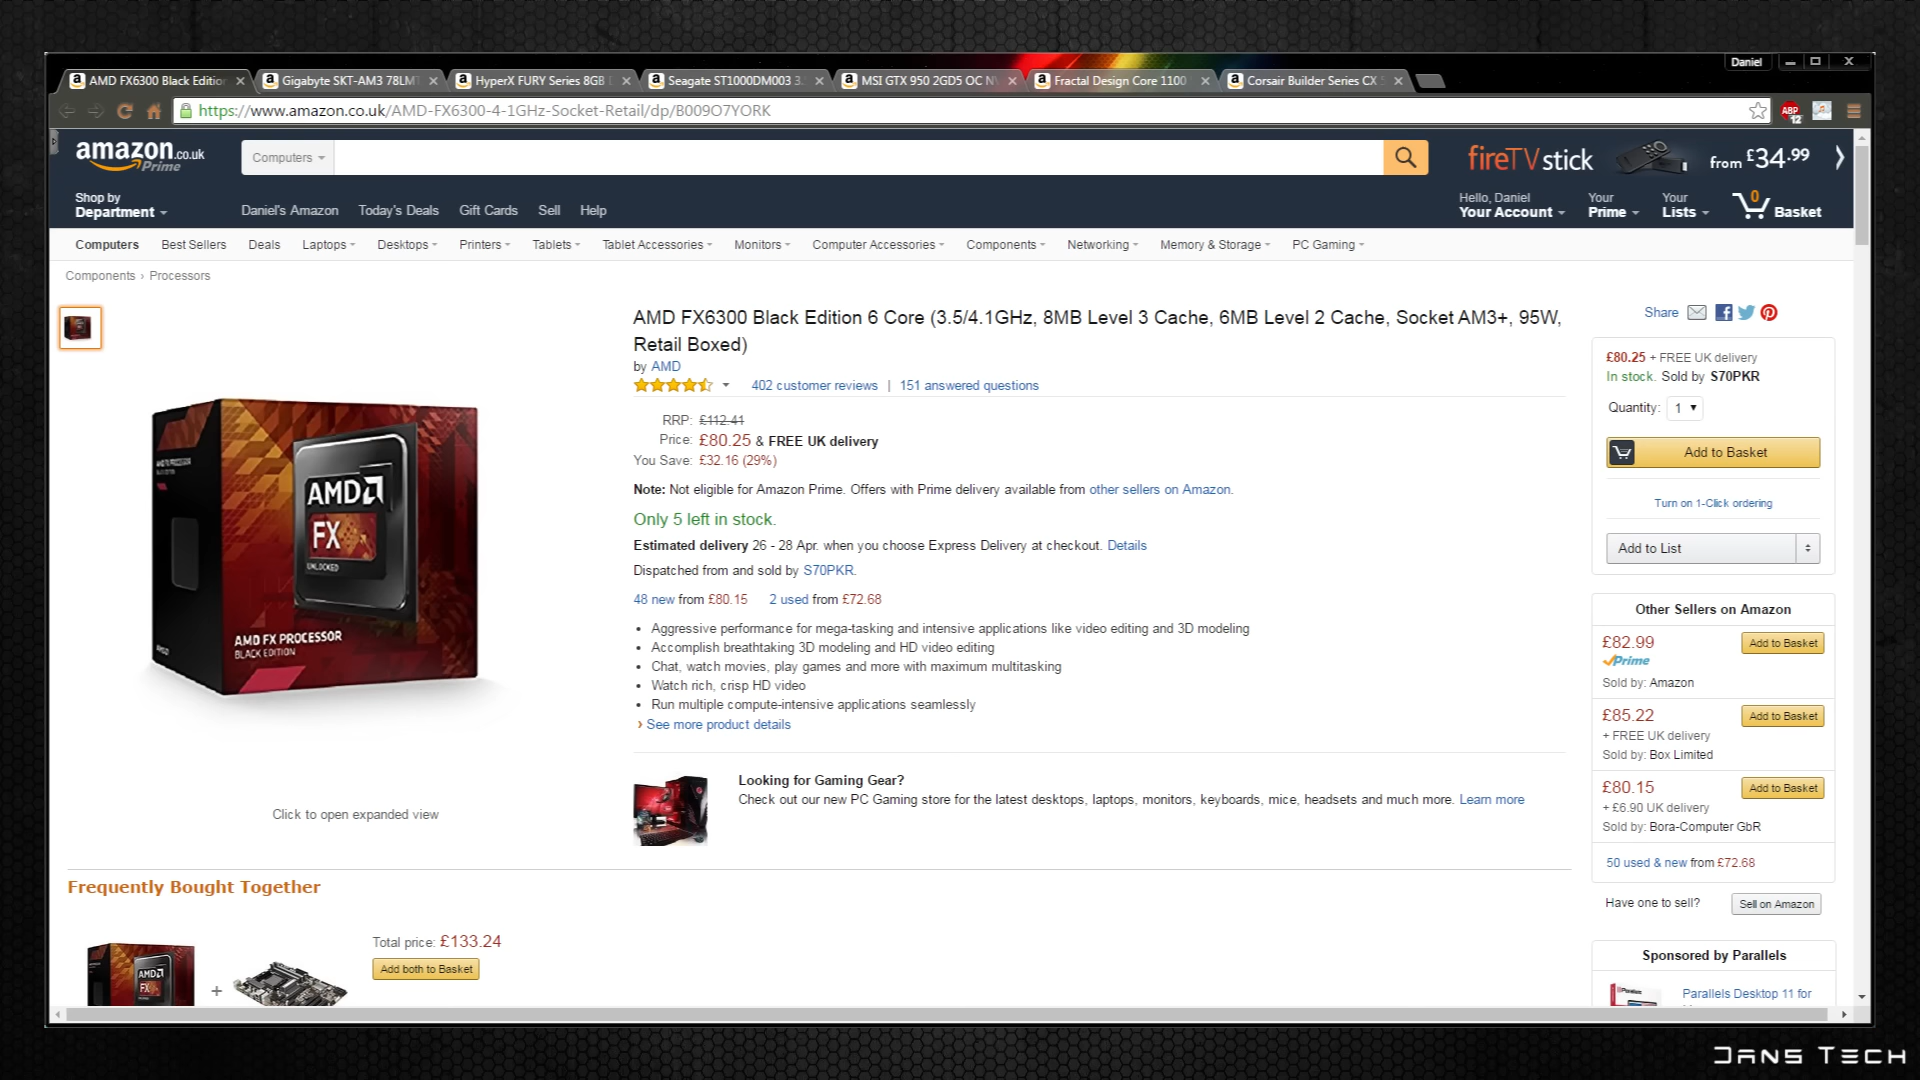 Daniel
AMD FX6300 Black Editio
Gigabyte SKT-AM3 78LMT
HyperX FURY Series 8GB
Seagate ST1000DM003 3.
MSI GTX 950 2GD5 OC N
Fractal Design Core 1100
Corsair Builder Series CX
https://www.amazon.co.uk/AMD-FX6300-4-1GHz-Socket-Retail/dp/B009O7YORK
ABP
12
amazon.co.uk
Prime
Computers
fireTVstick
from £34.99
Shop by
Department
Daniel's Amazon Today's Deals Gift Cards Sell Help
Hello, Daniel
Your Account
Your
Prime
Your
Lists
0
Basket
Computers Best Sellers Deals Laptops Desktops Printers Tablets Tablet Accessories Monitors Computer Accessories Components Networking Memory & Storage PC Gaming
Components › Processors
AMD FX6300 Black Edition 6 Core (3.5/4.1GHz, 8MB Level 3 Cache, 6MB Level 2 Cache, Socket AM3+, 95W,
Retail Boxed)
by AMD
402 customer reviews | 151 answered questions
RRP: £112.41
Price: £80.25 & FREE UK delivery
You Save: £32.16 (29%)
Note: Not eligible for Amazon Prime. Offers with Prime delivery available from other sellers on Amazon.
Only 5 left in stock.
Estimated delivery 26 - 28 Apr. when you choose Express Delivery at checkout. Details
Dispatched from and sold by S70PKR.
48 new from £80.15 2 used from £72.68
• Aggressive performance for mega-tasking and intensive applications like video editing and 3D modeling
• Accomplish breathtaking 3D modeling and HD video editing
• Chat, watch movies, play games and more with maximum multitasking
• Watch rich, crisp HD video
• Run multiple compute-intensive applications seamlessly
› See more product details
AMD
FX
UNLOCKED
AMD FX PROCESSOR
BLACK EDITION
Click to open expanded view
Looking for Gaming Gear?
Check out our new PC Gaming store for the latest desktops, laptops, monitors, keyboards, mice, headsets and much more. Learn more
Share
£80.25 + FREE UK delivery
In stock. Sold by S70PKR
Quantity: 1
Add to Basket
Turn on 1-Click ordering
Add to List
Other Sellers on Amazon
£82.99 Add to Basket
Prime
Sold by: Amazon
£85.22 Add to Basket
+ FREE UK delivery
Sold by: Box Limited
£80.15 Add to Basket
+ £6.90 UK delivery
Sold by: Bora-Computer GbR
50 used & new from £72.68
Have one to sell? Sell on Amazon
Sponsored by Parallels
Parallels Desktop 11 for
Frequently Bought Together
AMD
FX
+
Total price: £133.24
Add both to Basket
DANS TECH